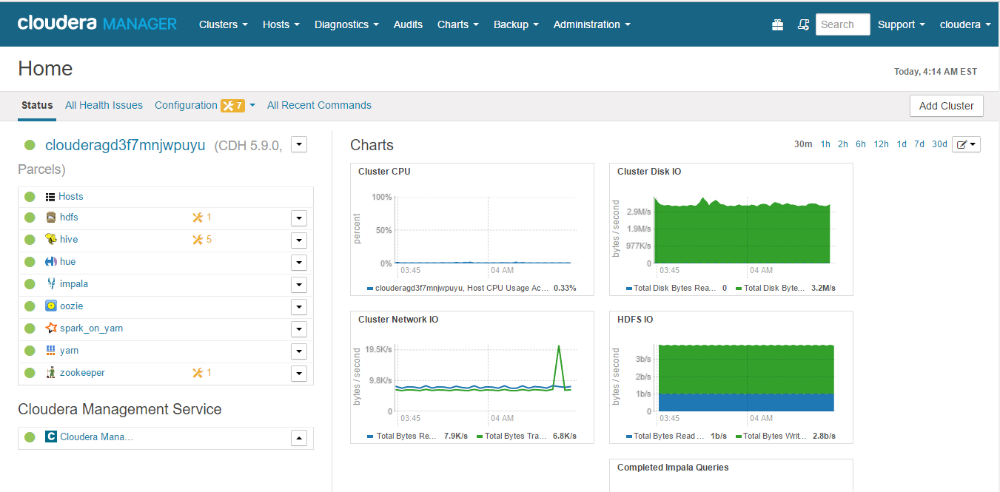 cloudera MANAGER Clusters Hosts Diagnostics Audits Charts Backup Administration Search Support cloudera
Home
Today, 4:14 AM EST
Status All Health Issues Configuration 7 All Recent Commands Add Cluster
clouderagd3f7mnjwpuyu (CDH 5.9.0,
Parcels)
Hosts
hdfs 1
hive 5
hue
impala
oozie
spark_on_yarn
yarn
zookeeper 1
Cloudera Management Service
C Cloudera Mana...
Charts 30m 1h 2h 6h 12h 1d 7d 30d
Cluster CPU
percent
100%
50%
0%
03:45 04 AM
clouderagd3f7mnjwpuyu, Host CPU Usage Ac... 0.33%
Cluster Disk IO
bytes / second
2.9M/s
1.9M/s
977K/s
0
03:45 04 AM
Total Disk Bytes Rea... 0 Total Disk Byte... 3.2M/s
Cluster Network IO
bytes / second
19.5K/s
9.8K/s
0
03:45 04 AM
Total Bytes Re... 7.9K/s Total Bytes Tra... 6.8K/s
HDFS IO
bytes / second
3b/s
2b/s
1b/s
0
03:45 04 AM
Total Bytes Read ... 1b/s Total Bytes Writ... 2.8b/s
Completed Impala Queries